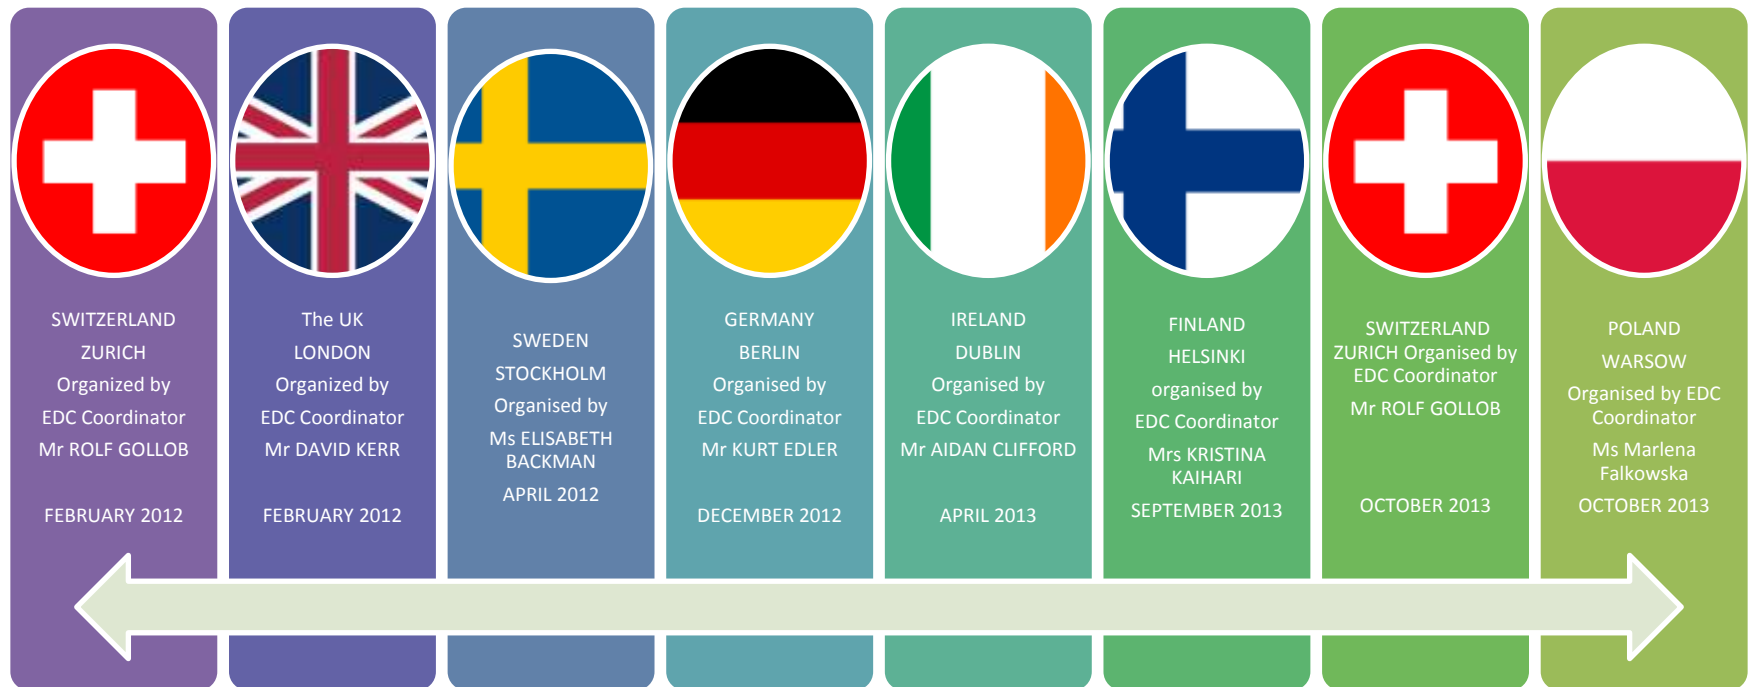 SWITZERLAND
ZURICH
Organized by
EDC Coordinator
Mr ROLF GOLLOB
FEBRUARY 2012
The UK
LONDON
Organized by
EDC Coordinator
Mr DAVID KERR
FEBRUARY 2012
SWEDEN
STOCKHOLM
Organised by
Ms ELISABETH
BACKMAN
APRIL 2012
GERMANY
BERLIN
Organised by
EDC Coordinator
Mr KURT EDLER
DECEMBER 2012
IRELAND
DUBLIN
Organised by
EDC Coordinator
Mr AIDAN CLIFFORD
APRIL 2013
FINLAND
HELSINKI
organised by
EDC Coordinator
Mrs KRISTINA
KAIHARI
SEPTEMBER 2013
SWITZERLAND
ZURICH Organised by
EDC Coordinator
Mr ROLF GOLLOB
OCTOBER 2013
POLAND
WARSOW
Organised by EDC
Coordinator
Ms Marlena
Falkowska
OCTOBER 2013